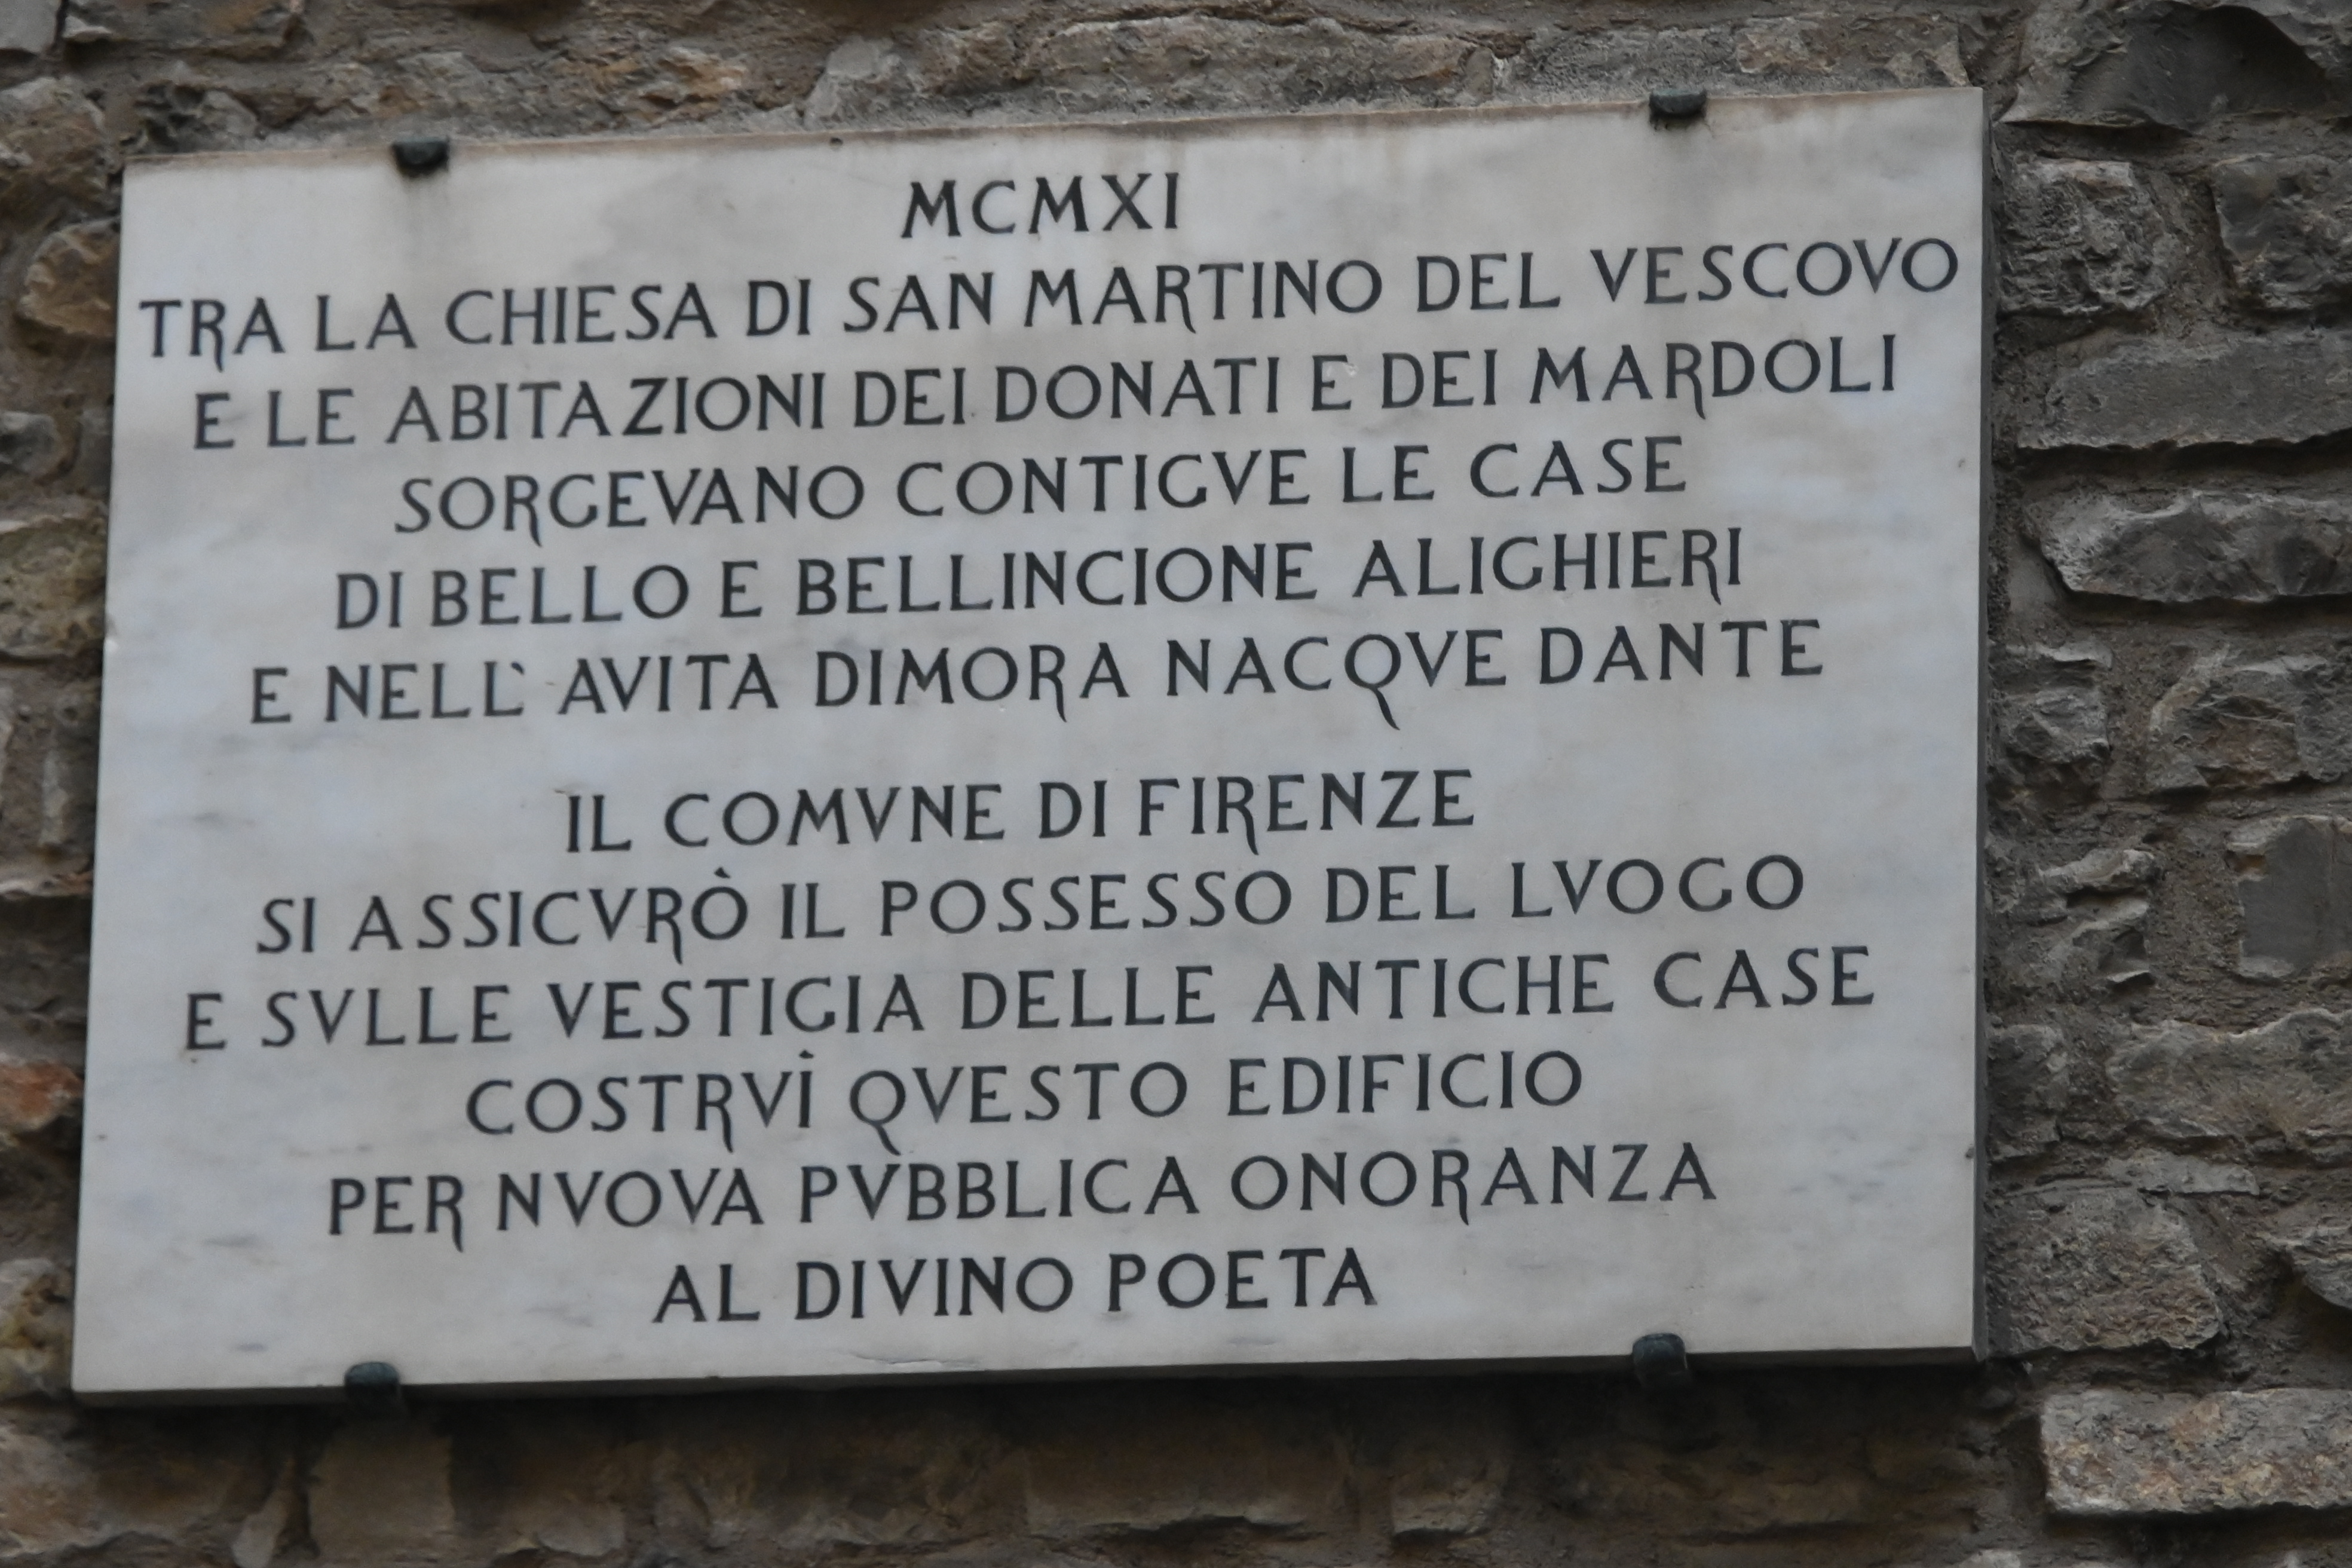 MCMXI
TRA LA CHIESA DI SAN MARTINO DEL VESCOVO
E LE ABITAZIONI DEI DONATI E DEI MARDOLI
SORGEVANO CONTIGVE LE CASE
DI BELLO E BELLINCIONE ALIGHIERI
E NELL' AVITA DIMORA NACQVE DANTE
IL COMVNE DI FIRENZE
SI ASSICVRÒ IL POSSESSO DEL LVOGO
E SVLLE VESTIGIA DELLE ANTICHE CASE
COSTRVÌ QVESTO EDIFICIO
PER NVOVA PVBBLICA ONORANZA
AL DIVINO POETA